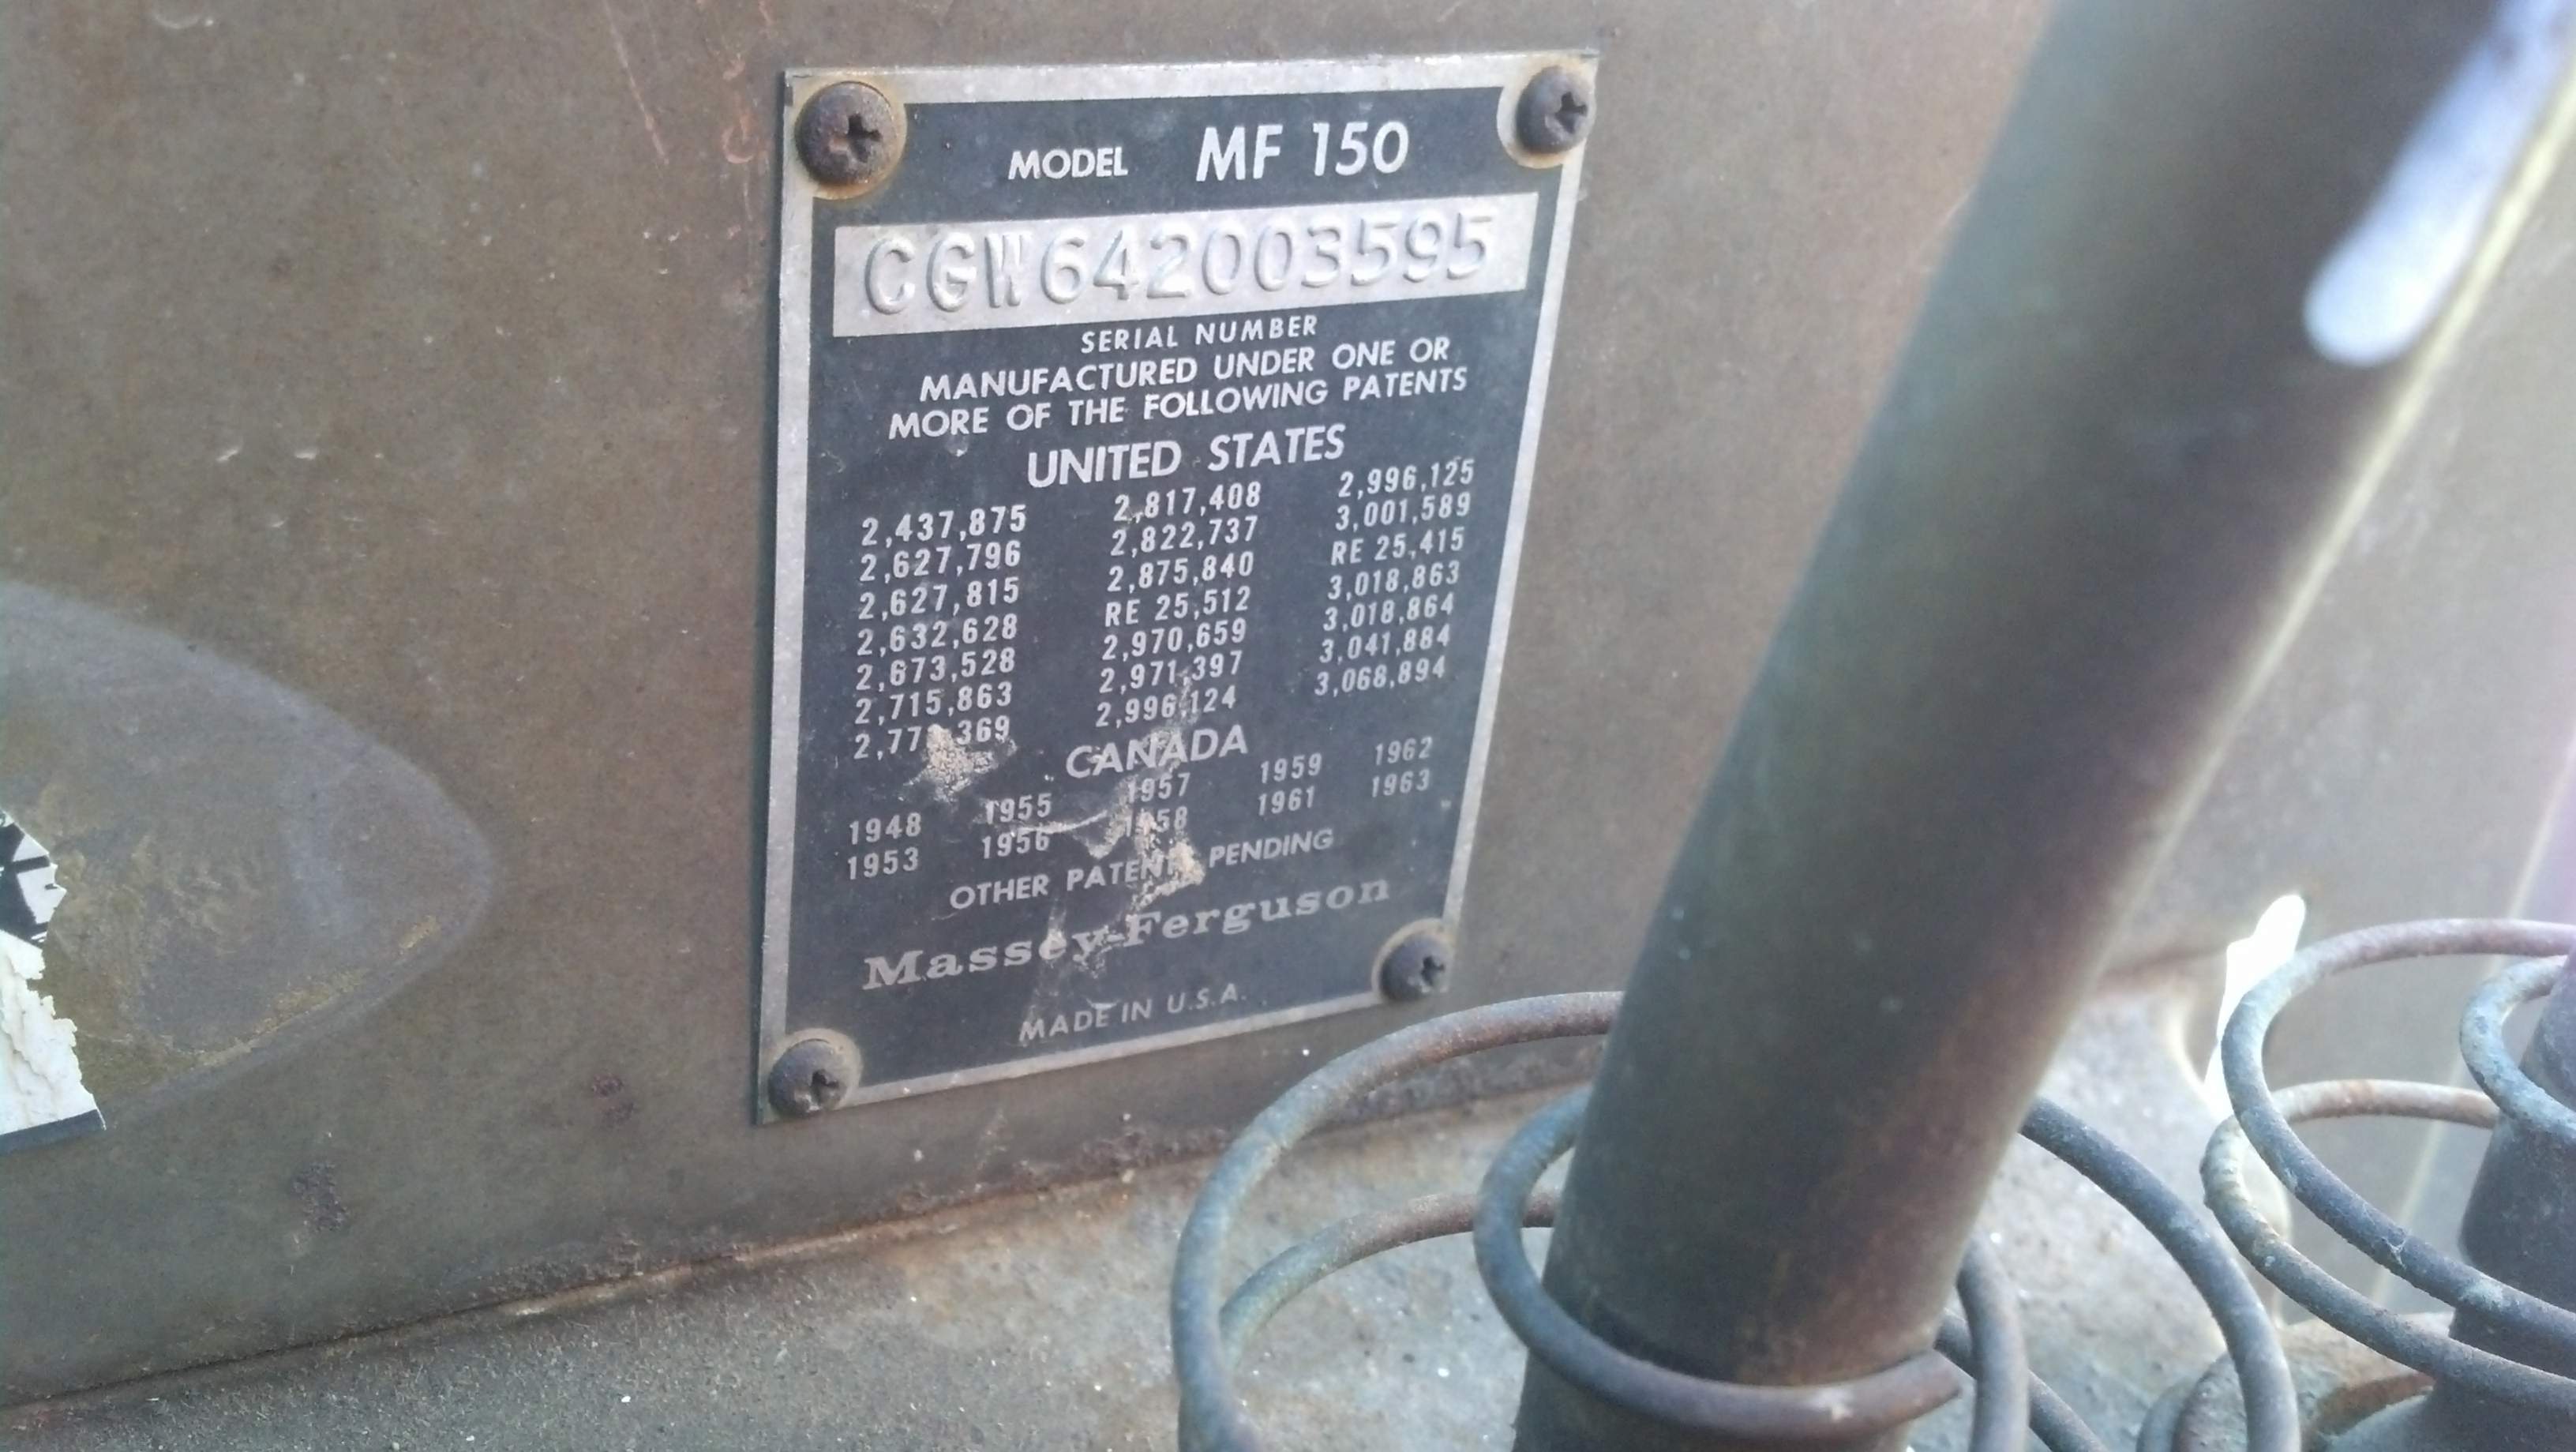 MODEL MF 150
CGW642003595
SERIAL NUMBER
MANUFACTURED UNDER ONE OR
MORE OF THE FOLLOWING PATENTS
UNITED STATES
2,437,875 2,817,408 2,996,125
2,627,796 2,822,737 3,001,589
2,627,815 2,875,840 RE 25,415
2,632,628 RE 25,512 3,018,863
2,673,528 2,970,659 3,018,864
2,715,863 2,971,397 3,041,884
2,996,124 3,068,894
CANADA
1948 1955 1957 1959 1962
1953 1956 1958 1961 1963
OTHER PATENTS PENDING
Massey-Ferguson
MADE IN U.S.A.